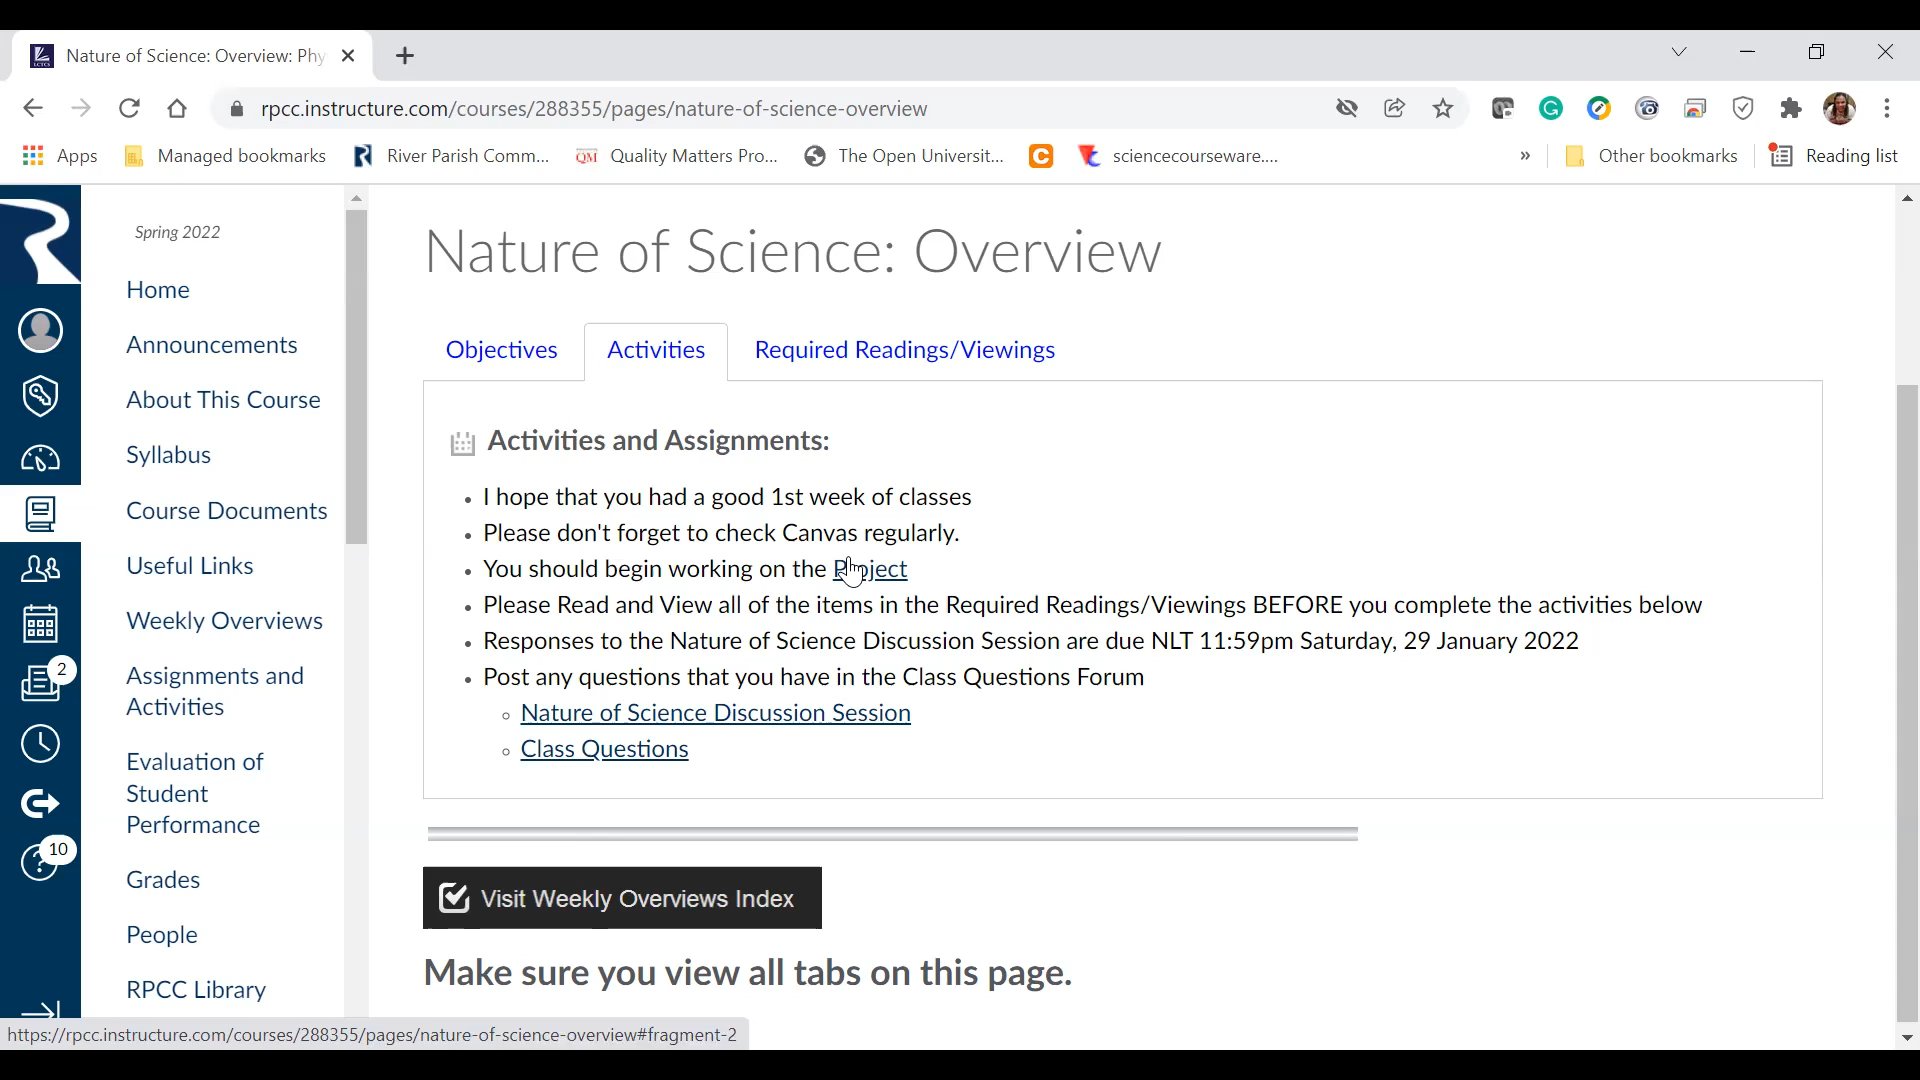 Nature of Science: Overview: Phy
rpcc.instructure.com/courses/288355/pages/nature-of-science-overview
Apps
Managed bookmarks
River Parish Comm...
QM Quality Matters Pro...
The Open Universit...
C
sciencecourseware....
»
Other bookmarks
Reading list
LCTCS
Spring 2022
Home
Announcements
About This Course
Syllabus
Course Documents
Useful Links
Weekly Overviews
Assignments and
Activities
Evaluation of
Student
Performance
Grades
People
RPCC Library
2
10
Nature of Science: Overview
Objectives
Activities
Required Readings/Viewings
Activities and Assignments:
• I hope that you had a good 1st week of classes
• Please don't forget to check Canvas regularly.
• You should begin working on the Project
• Please Read and View all of the items in the Required Readings/Viewings BEFORE you complete the activities below
• Responses to the Nature of Science Discussion Session are due NLT 11:59pm Saturday, 29 January 2022
• Post any questions that you have in the Class Questions Forum
◦ Nature of Science Discussion Session
◦ Class Questions
Visit Weekly Overviews Index
Make sure you view all tabs on this page.
https://rpcc.instructure.com/courses/288355/pages/nature-of-science-overview#fragment-2